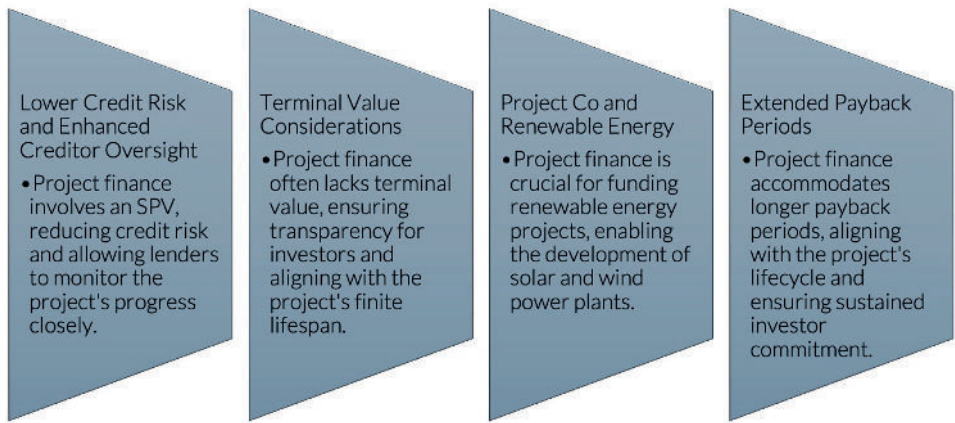 Lower Credit Risk
and Enhanced
Creditor Oversight
•Project finance
involves an SPV,
reducing credit risk
and allowing lenders
to monitor the
project's progress
closely.
Terminal Value
Considerations
•Project finance
often lacks terminal
value, ensuring
transparency for
investors and
aligning with the
project's finite
lifespan.
Project Co and
Renewable Energy
•Project finance is
crucial for funding
renewable energy
projects, enabling
the development of
solar and wind
power plants.
Extended Payback
Periods
•Project finance
accommodates
longer payback
periods, aligning
with the project's
lifecycle and
ensuring sustained
investor
commitment.